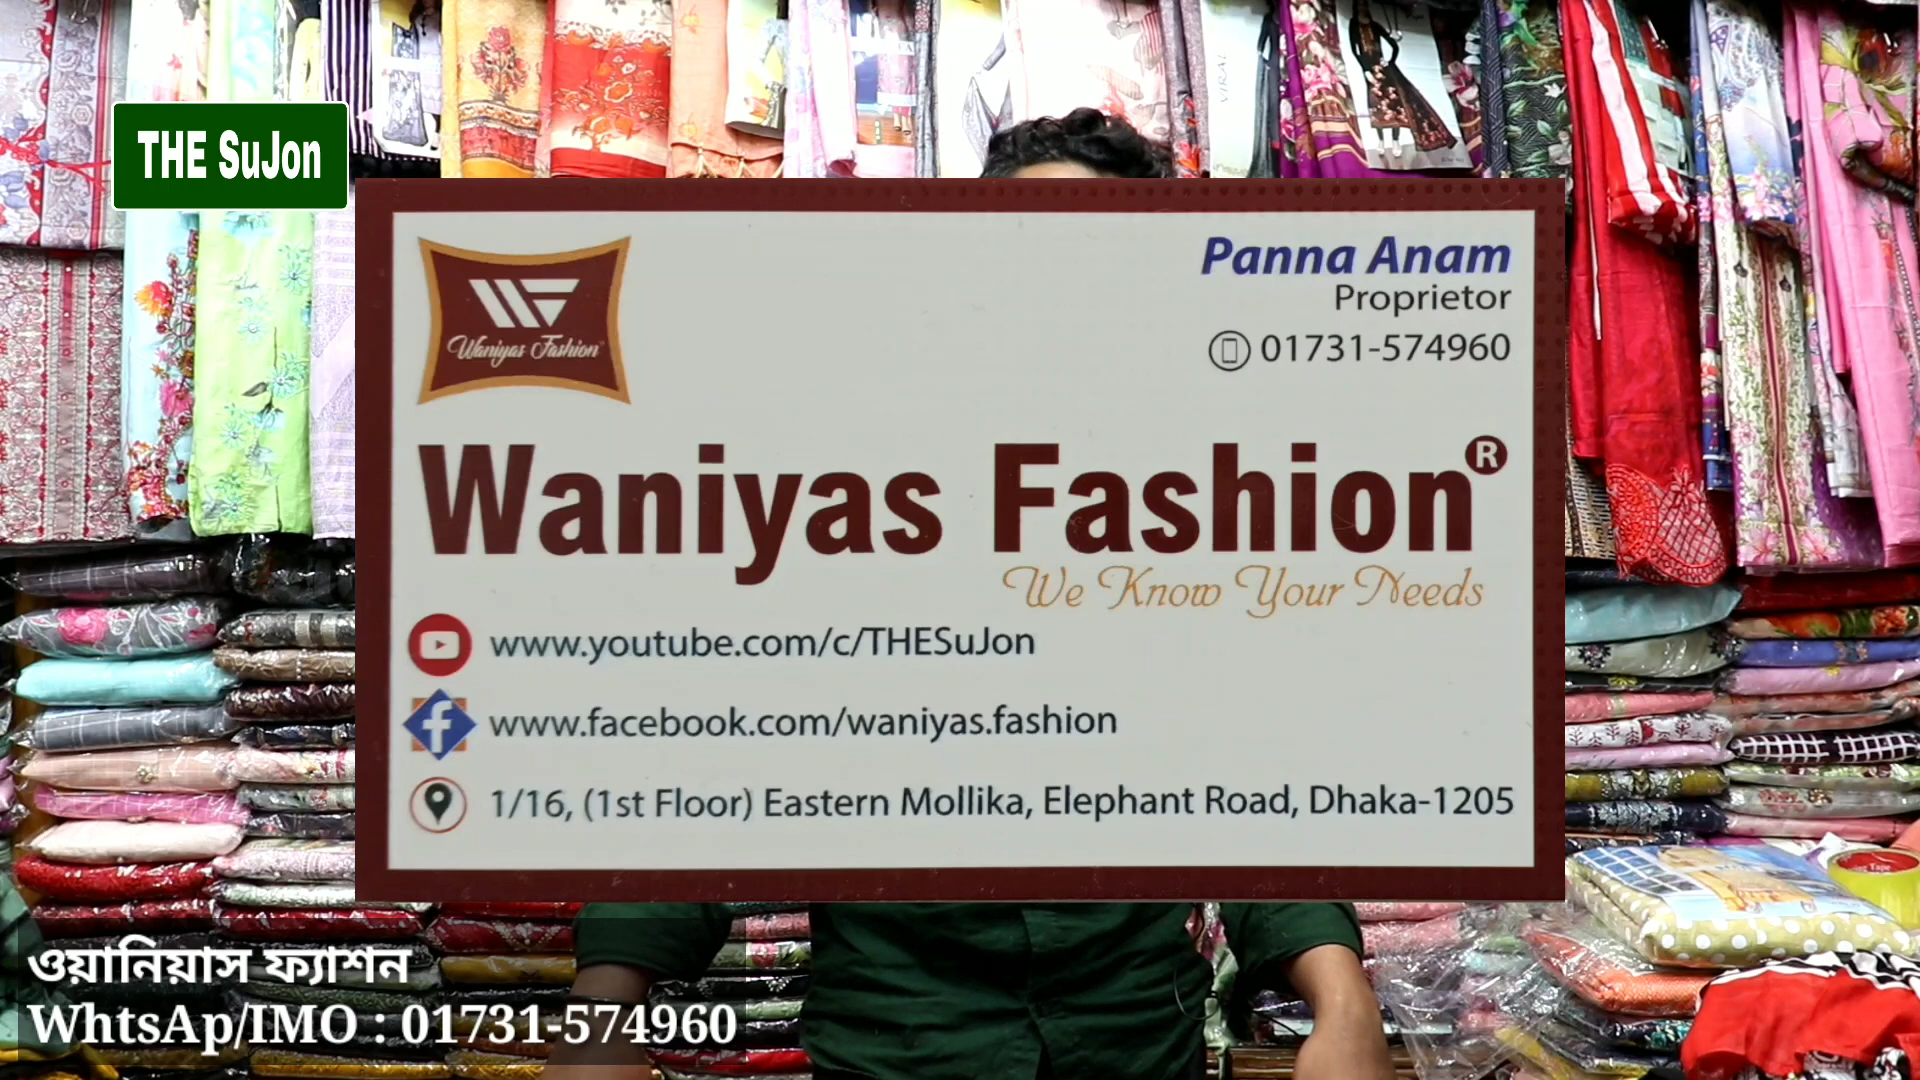 THE SuJon
VIRAL
Waniyas Fashion
Panna Anam
Proprietor
01731-574960
Waniyas Fashion®
We Know Your Needs
www.youtube.com/c/THESuJon
www.facebook.com/waniyas.fashion
1/16, (1st Floor) Eastern Mollika, Elephant Road, Dhaka-1205
ওয়ানিয়াস ফ্যাশন
WhtsAp/IMO : 01731-574960